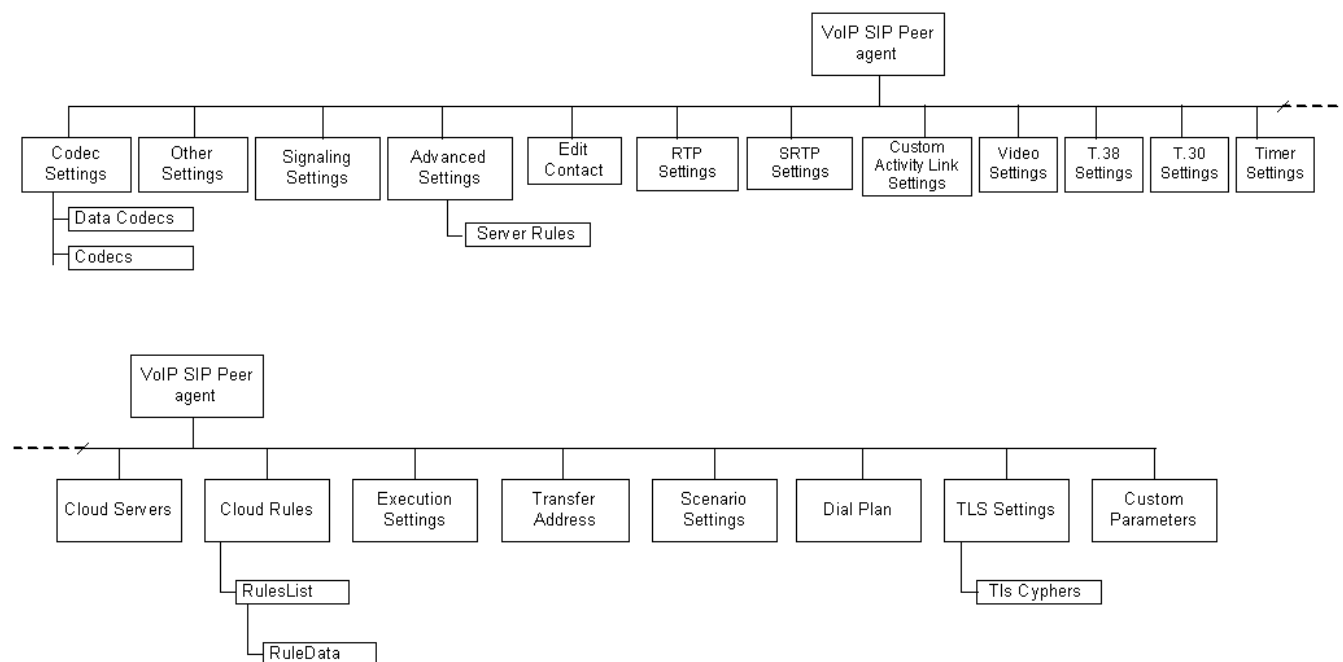 VoIP SIP Peer
agent
Codec
Settings
Other
Settings
Signaling
Settings
Advanced
Settings
Edit
Contact
RTP
Settings
SRTP
Settings
Custom
Activity Link
Settings
Video
Settings
T.38
Settings
T.30
Settings
Timer
Settings
Data Codecs
Codecs
Server Rules
VoIP SIP Peer
agent
Cloud Servers
Cloud Rules
Execution
Settings
Transfer
Address
Scenario
Settings
Dial Plan
TLS Settings
Custom
Parameters
RulesList
Tls Cyphers
RuleData